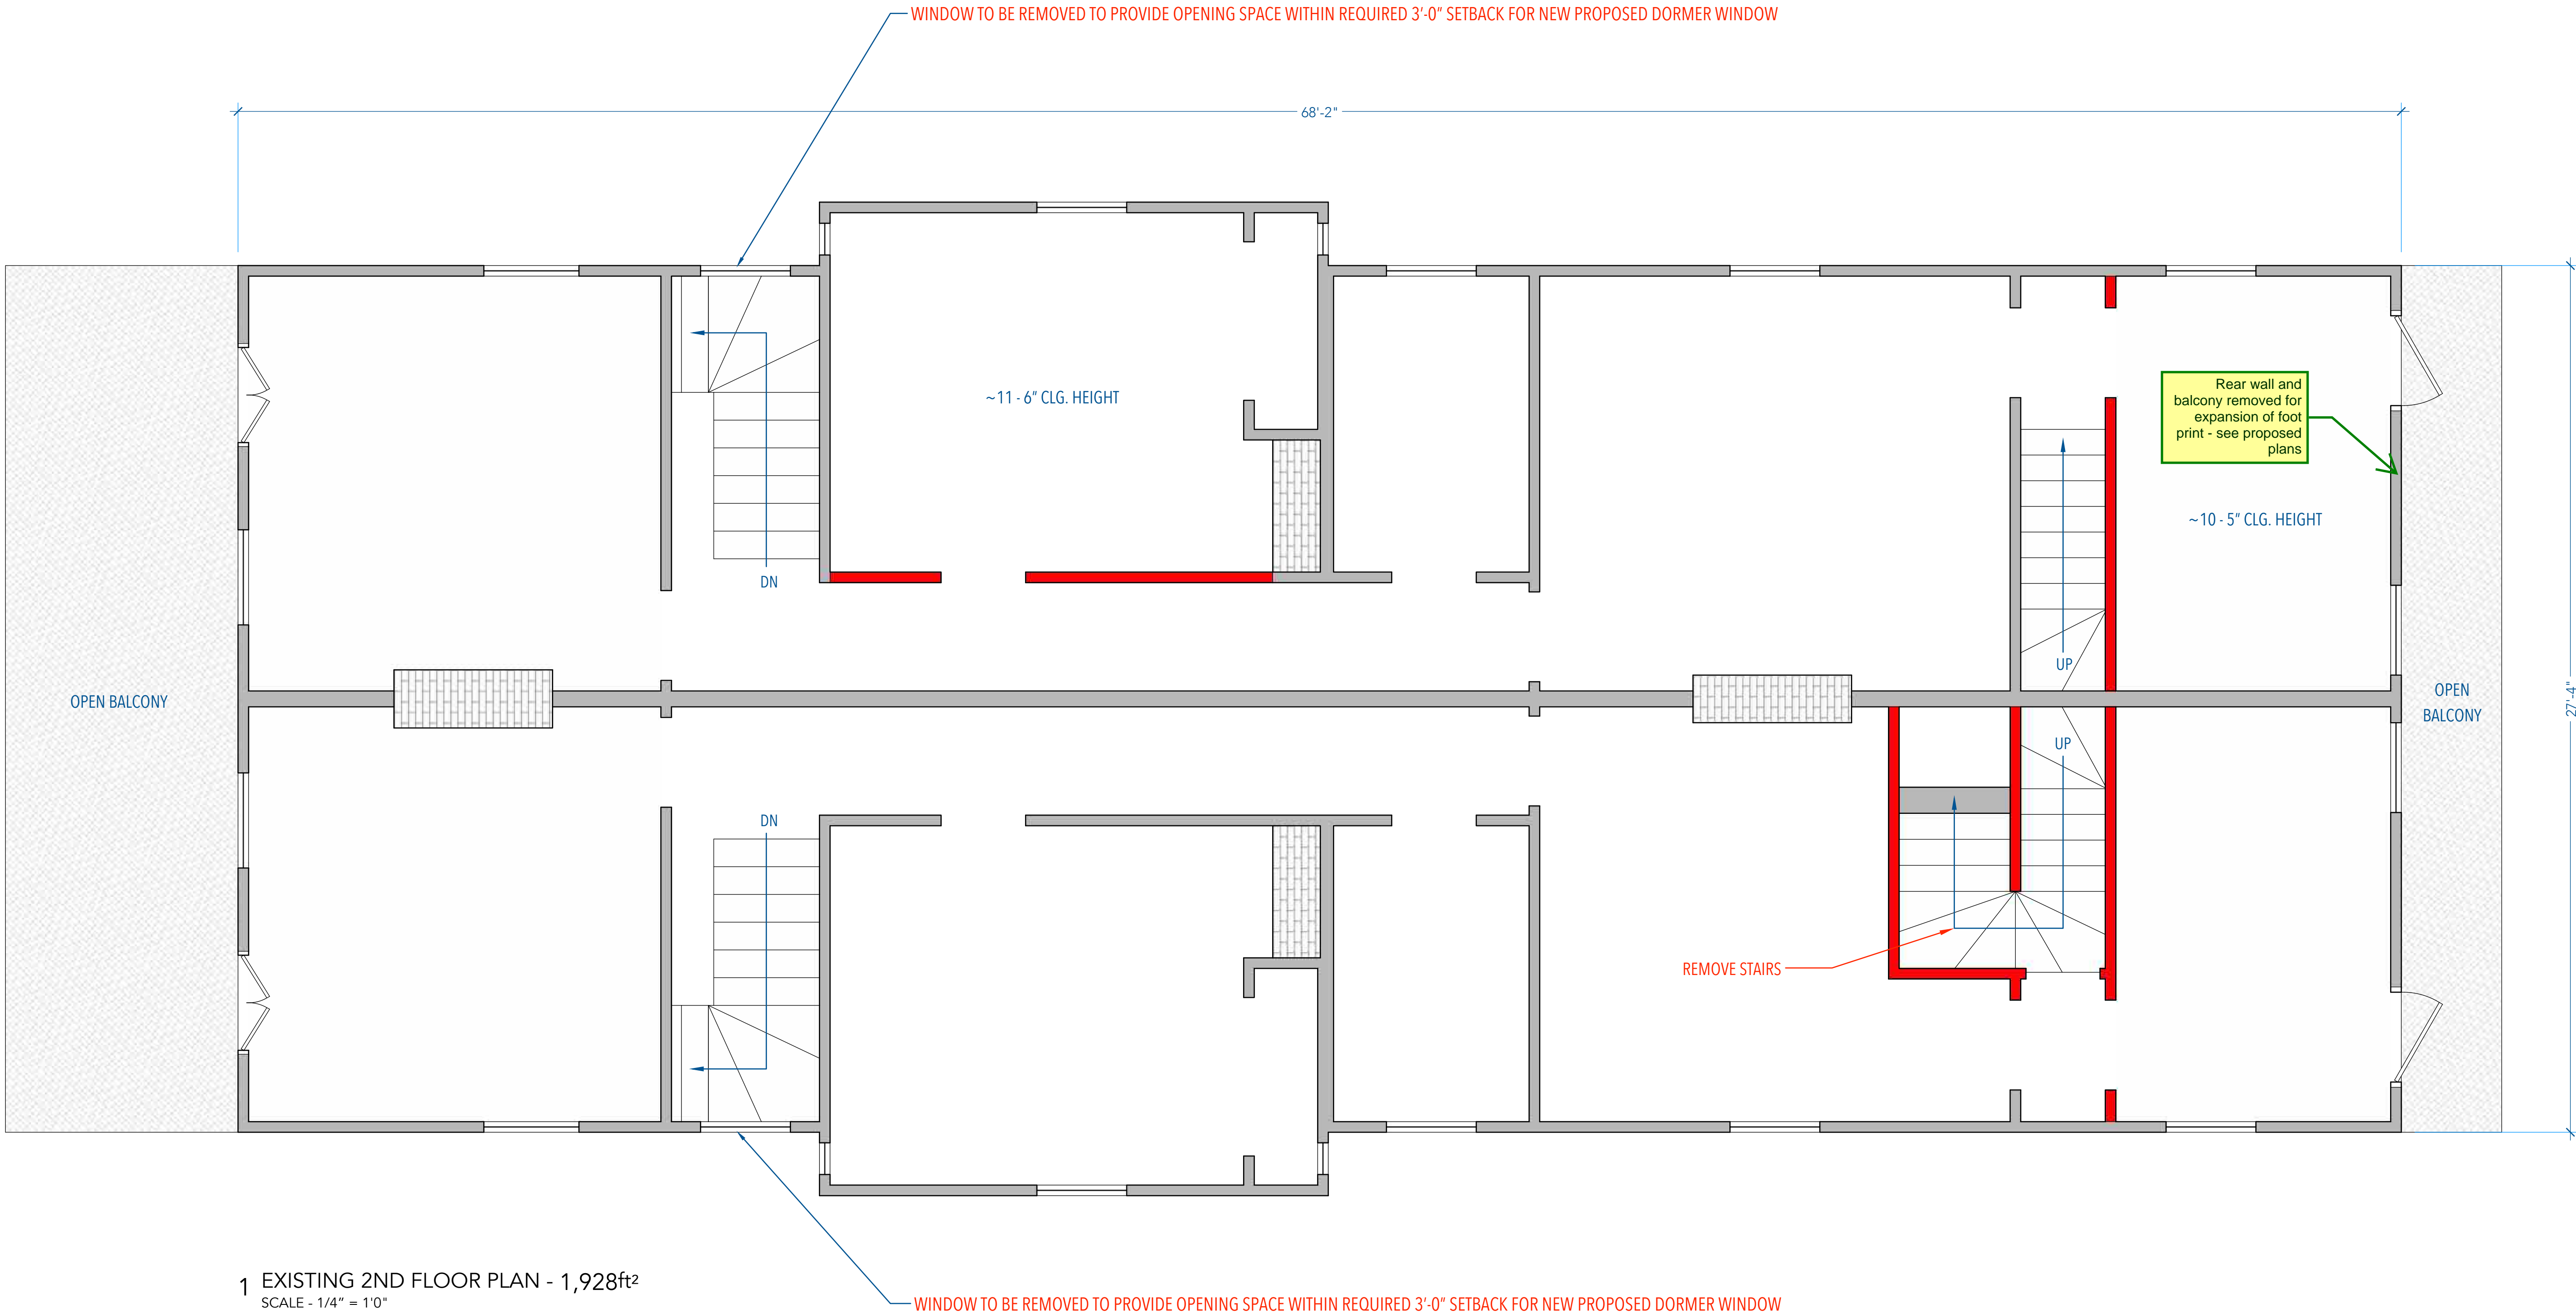 WINDOW TO BE REMOVED TO PROVIDE OPENING SPACE WITHIN REQUIRED 3'-0" SETBACK FOR NEW PROPOSED DORMER WINDOW
68'-2"
~11 - 6" CLG. HEIGHT
Rear wall and
balcony removed for
expansion of foot
print - see proposed
plans
~10 - 5" CLG. HEIGHT
DN
UP
OPEN BALCONY
OPEN
BALCONY
27'-4"
UP
DN
REMOVE STAIRS
1 EXISTING 2ND FLOOR PLAN - 1,928ft²
SCALE - 1/4" = 1'0"
WINDOW TO BE REMOVED TO PROVIDE OPENING SPACE WITHIN REQUIRED 3'-0" SETBACK FOR NEW PROPOSED DORMER WINDOW